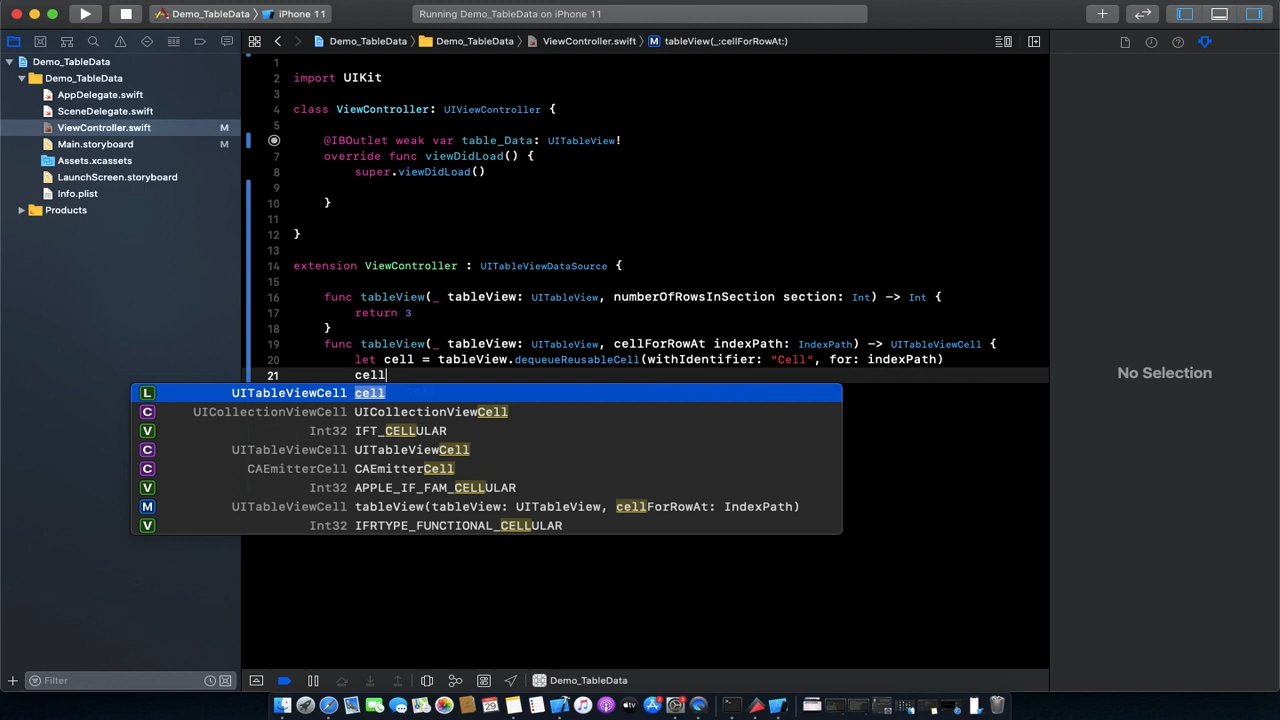 Demo_TableData > iPhone 11
Running Demo_TableData on iPhone 11
Demo_TableData > Demo_TableData > ViewController.swift > M tableView(_:cellForRowAt:)
Demo_TableData
Demo_TableData
AppDelegate.swift
SceneDelegate.swift
ViewController.swift M
Main.storyboard M
Assets.xcassets
LaunchScreen.storyboard
Info.plist
Products
1
2 import UIKit
3
4 class ViewController: UIViewController {
5
@IBOutlet weak var table_Data: UITableView!
7 override func viewDidLoad() {
8 super.viewDidLoad()
9
10 }
11
12 }
13
14 extension ViewController : UITableViewDataSource {
15
16 func tableView(_ tableView: UITableView, numberOfRowsInSection section: Int) -> Int {
17 return 3
18 }
19 func tableView(_ tableView: UITableView, cellForRowAt indexPath: IndexPath) -> UITableViewCell {
20 let cell = tableView.dequeueReusableCell(withIdentifier: "Cell", for: indexPath)
21 cell
L UITableViewCell cell
C UICollectionViewCell UICollectionViewCell
V Int32 IFT_CELLULAR
C UITableViewCell UITableViewCell
C CAEmitterCell CAEmitterCell
V Int32 APPLE_IF_FAM_CELLULAR
M UITableViewCell tableView(tableView: UITableView, cellForRowAt: IndexPath)
V Int32 IFRTYPE_FUNCTIONAL_CELLULAR
No Selection
Filter
Demo_TableData
29